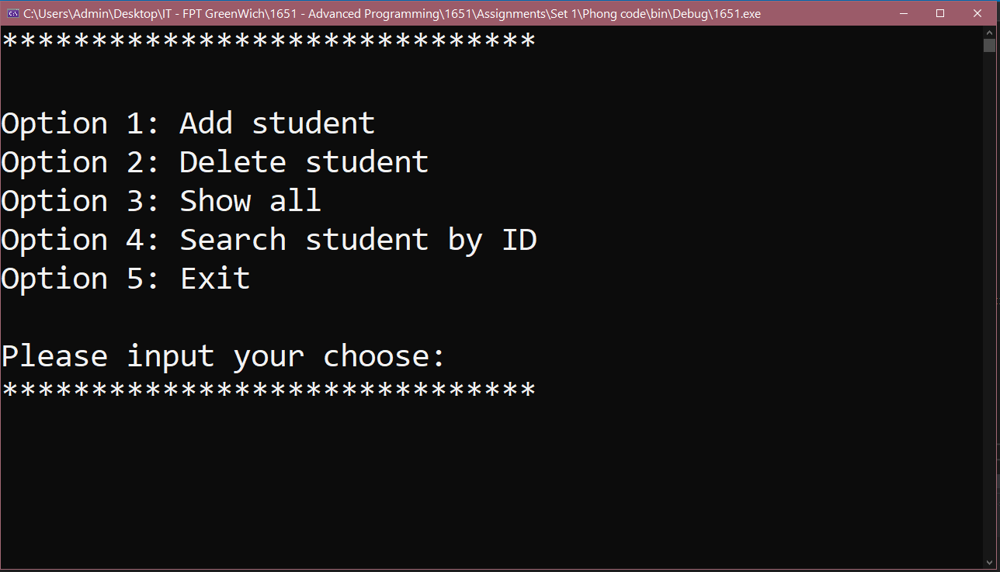 C:\Users\Admin\Desktop\IT - FPT GreenWich\1651 - Advanced Programming\1651\Assignments\Set 1\Phong code\bin\Debug\1651.exe
******************************
Option 1: Add student
Option 2: Delete student
Option 3: Show all
Option 4: Search student by ID
Option 5: Exit
Please input your choose:
******************************